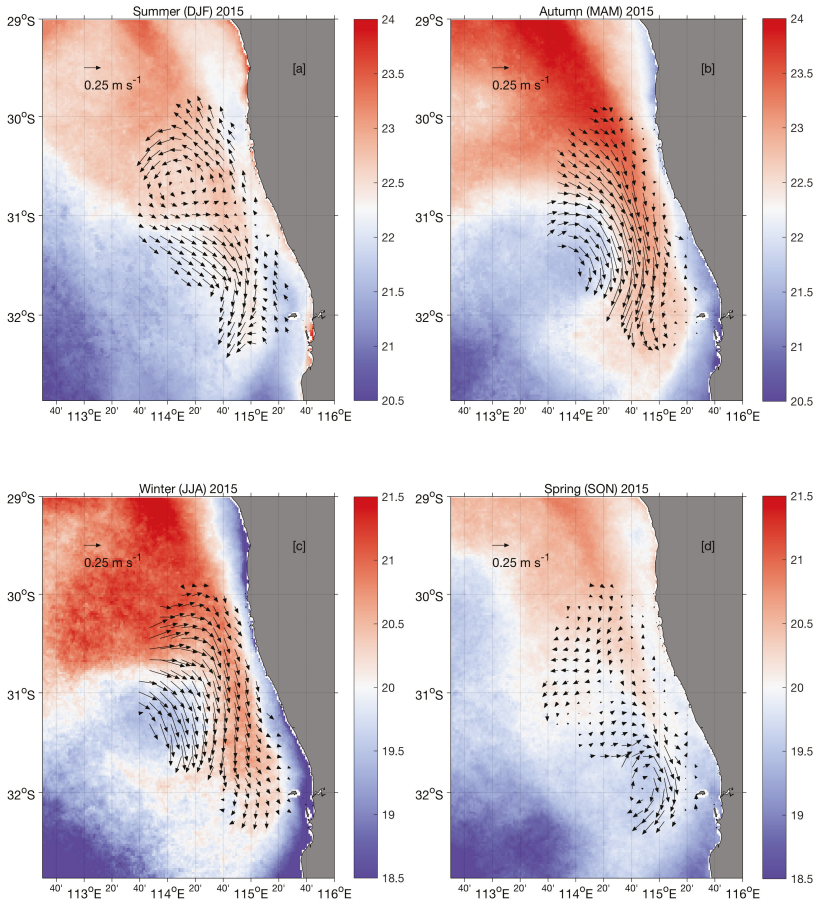 Summer (DJF) 2015
29°S
30°S
31°S
32°S
[a]
0.25 m s⁻¹
40' 113°E 20' 40' 114°E 20' 40' 115°E 20' 40' 116°E
24
23.5
23
22.5
22
21.5
21
20.5
Autumn (MAM) 2015
29°S
30°S
31°S
32°S
[b]
0.25 m s⁻¹
40' 113°E 20' 40' 114°E 20' 40' 115°E 20' 40' 116°E
24
23.5
23
22.5
22
21.5
21
20.5
Winter (JJA) 2015
29°S
30°S
31°S
32°S
[c]
0.25 m s⁻¹
40' 113°E 20' 40' 114°E 20' 40' 115°E 20' 40' 116°E
21.5
21
20.5
20
19.5
19
18.5
Spring (SON) 2015
29°S
30°S
31°S
32°S
[d]
0.25 m s⁻¹
40' 113°E 20' 40' 114°E 20' 40' 115°E 20' 40' 116°E
21.5
21
20.5
20
19.5
19
18.5